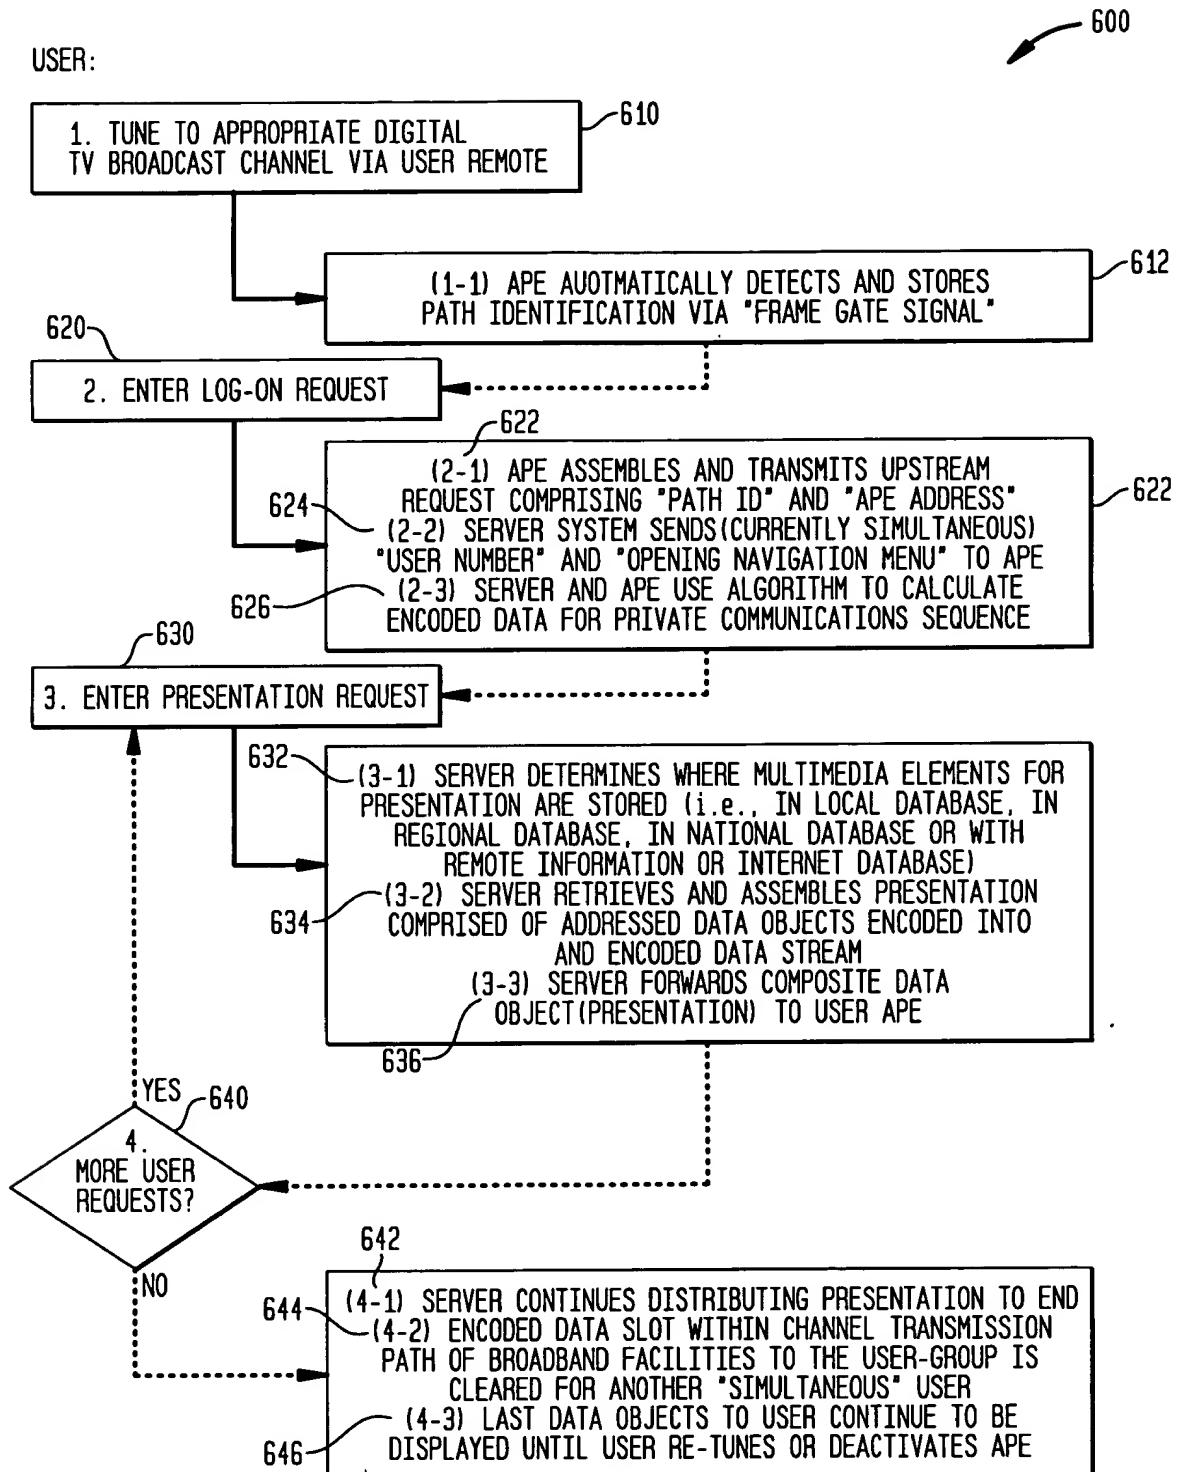 600
USER:
1. TUNE TO APPROPRIATE DIGITAL
TV BROADCAST CHANNEL VIA USER REMOTE
610
(1-1) APE AUOTMATICALLY DETECTS AND STORES
PATH IDENTIFICATION VIA "FRAME GATE SIGNAL"
612
620
2. ENTER LOG-ON REQUEST
622
(2-1) APE ASSEMBLES AND TRANSMITS UPSTREAM
REQUEST COMPRISING "PATH ID" AND "APE ADDRESS"
622
624
(2-2) SERVER SYSTEM SENDS(CURRENTLY SIMULTANEOUS)
"USER NUMBER" AND "OPENING NAVIGATION MENU" TO APE
(2-3) SERVER AND APE USE ALGORITHM TO CALCULATE
626
ENCODED DATA FOR PRIVATE COMMUNICATIONS SEQUENCE
630
3. ENTER PRESENTATION REQUEST
632
(3-1) SERVER DETERMINES WHERE MULTIMEDIA ELEMENTS FOR
PRESENTATION ARE STORED (i.e., IN LOCAL DATABASE, IN
REGIONAL DATABASE, IN NATIONAL DATABASE OR WITH
REMOTE INFORMATION OR INTERNET DATABASE)
(3-2) SERVER RETRIEVES AND ASSEMBLES PRESENTATION
634
COMPRISED OF ADDRESSED DATA OBJECTS ENCODED INTO
AND ENCODED DATA STREAM
(3-3) SERVER FORWARDS COMPOSITE DATA
OBJECT(PRESENTATION) TO USER APE
636
YES
640
4.
MORE USER
REQUESTS?
NO
642
(4-1) SERVER CONTINUES DISTRIBUTING PRESENTATION TO END
644
(4-2) ENCODED DATA SLOT WITHIN CHANNEL TRANSMISSION
PATH OF BROADBAND FACILITIES TO THE USER-GROUP IS
CLEARED FOR ANOTHER "SIMULTANEOUS" USER
(4-3) LAST DATA OBJECTS TO USER CONTINUE TO BE
646
DISPLAYED UNTIL USER RE-TUNES OR DEACTIVATES APE